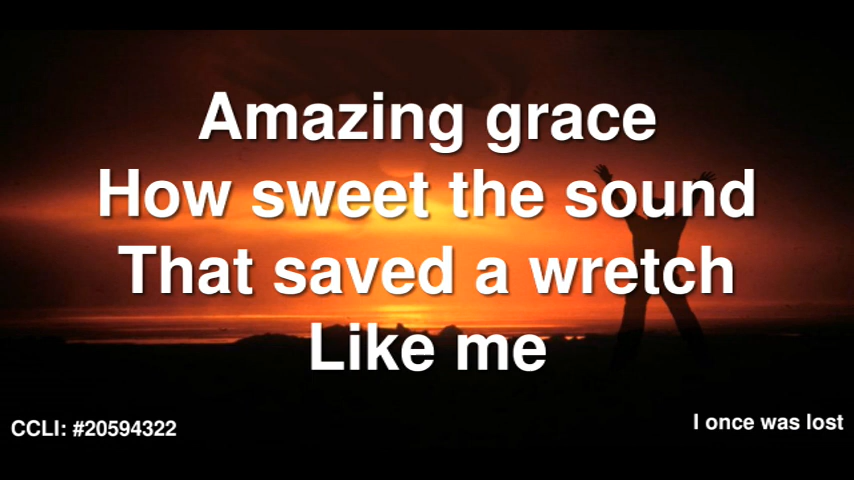 Amazing grace
How sweet the sound
That saved a wretch
Like me
CCLI: #20594322
I once was lost